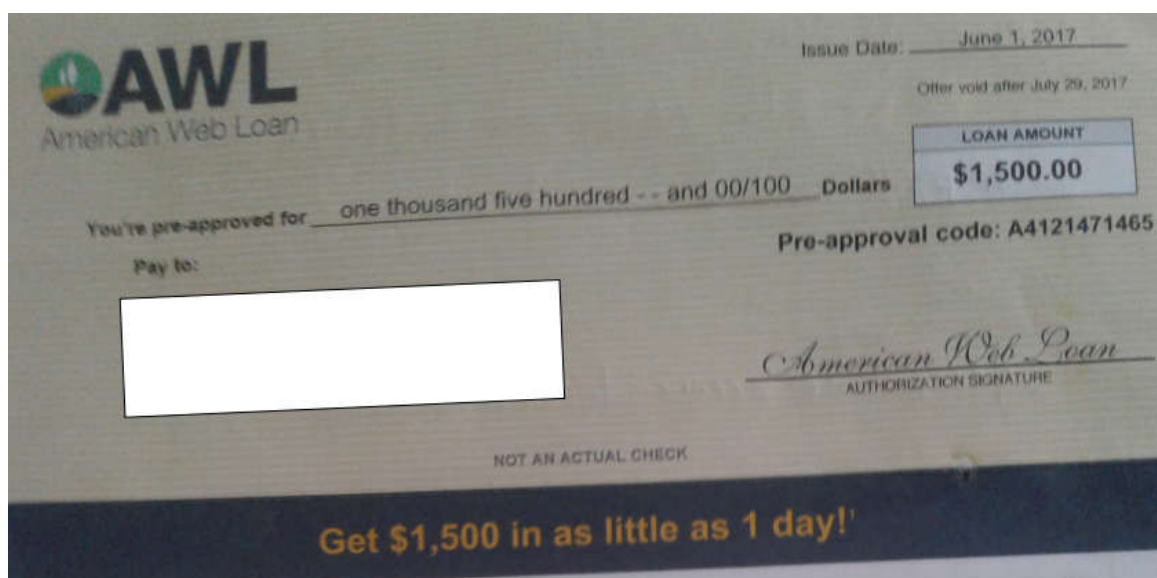 AWL
American Web Loan
Issue Date: June 1, 2017
Offer void after July 29, 2017
LOAN AMOUNT
$1,500.00
You're pre-approved for one thousand five hundred - - and 00/100 Dollars
Pre-approval code: A4121471465
Pay to:
American Web Loan
AUTHORIZATION SIGNATURE
NOT AN ACTUAL CHECK
Get $1,500 in as little as 1 day!¹